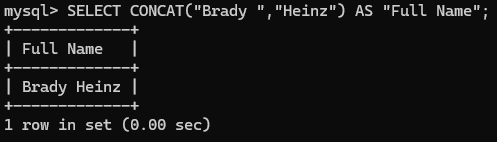 mysql> SELECT CONCAT("Brady ","Heinz") AS "Full Name";
+-------------+
| Full Name   |
+-------------+
| Brady Heinz |
+-------------+
1 row in set (0.00 sec)